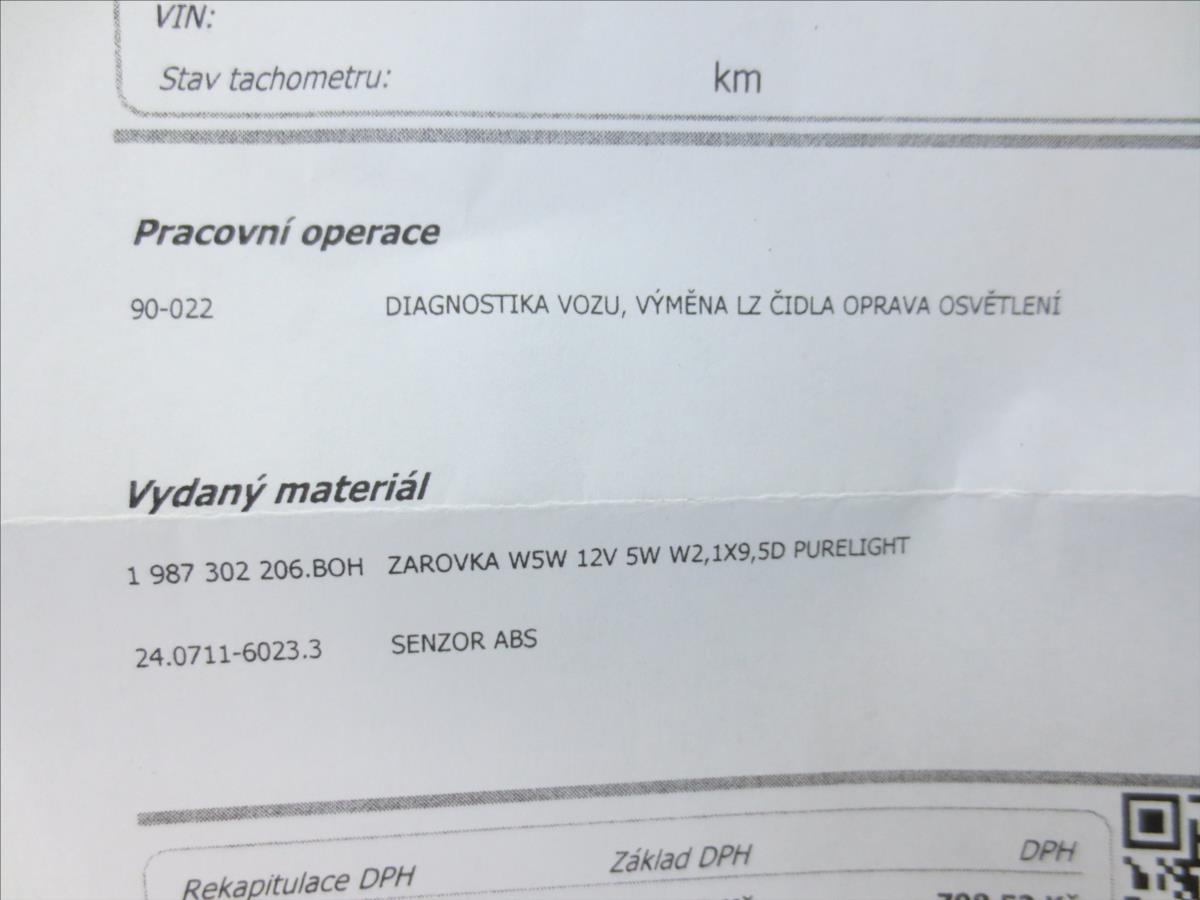 VIN:
Stav tachometru: km
Pracovní operace
90-022 DIAGNOSTIKA VOZU, VÝMĚNA LZ ČIDLA OPRAVA OSVĚTLENÍ
Vydaný materiál
1 987 302 206.BOH ZAROVKA W5W 12V 5W W2,1X9,5D PURELIGHT
24.0711-6023.3 SENZOR ABS
Rekapitulace DPH Základ DPH DPH